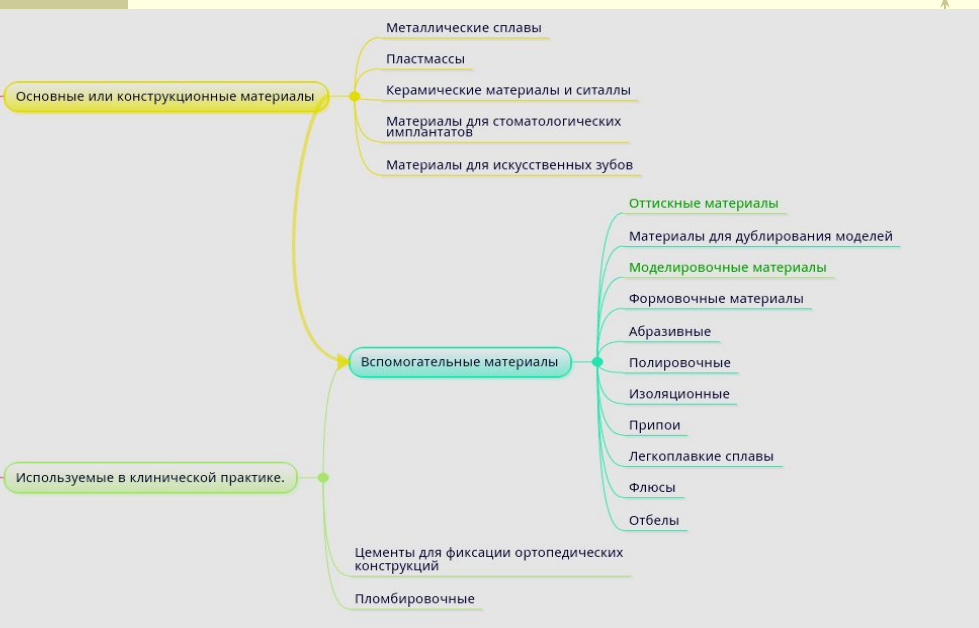 Металлические сплавы
Пластмассы
Основные или конструкционные материалы
Керамические материалы и ситаллы
Материалы для стоматологических
имплантатов
Материалы для искусственных зубов
Оттискные материалы
Материалы для дублирования моделей
Моделировочные материалы
Формовочные материалы
Абразивные
Вспомогательные материалы
Полировочные
Изоляционные
Припои
Легкоплавкие сплавы
Используемые в клинической практике.
Флюсы
Отбелы
Цементы для фиксации ортопедических
конструкций
Пломбировочные